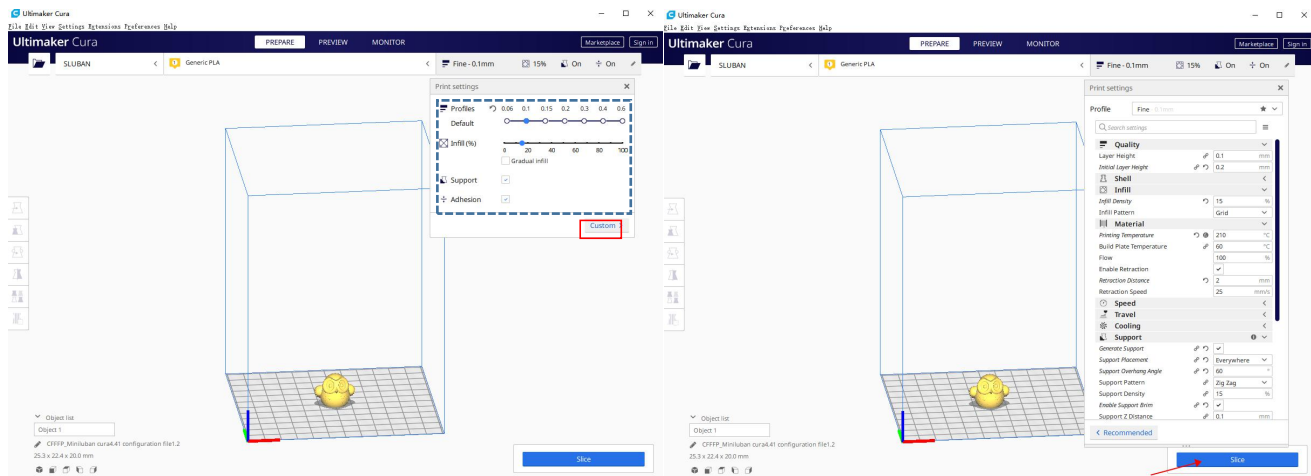 Ultimaker Cura
File Edit View Settings Extensions Preferences Help
Ultimaker Cura PREPARE PREVIEW MONITOR Marketplace Sign in
SLUBAN Generic PLA Fine - 0.1mm 15% On On
Print settings
Profiles 0.06 0.1 0.15 0.2 0.3 0.4 0.6
Default
Infill (%)
0 20 40 60 80 100
Gradual infill
Support
Adhesion
Custom
Object list
Object 1
CFFFP_Miniluban cura4.41 configuration file1.2
25.3 x 22.4 x 20.0 mm
Slice
Ultimaker Cura
File Edit View Settings Extensions Preferences Help
Ultimaker Cura PREPARE PREVIEW MONITOR Marketplace Sign in
SLUBAN Generic PLA Fine - 0.1mm 15% On On
Print settings
Profile Fine 0.1mm
Search settings
Quality
Layer Height 0.1 mm
Initial Layer Height 0.2 mm
Shell
Infill
Infill Density 15 %
Infill Pattern Grid
Material
Printing Temperature 210 °C
Build Plate Temperature 60 °C
Flow 100 %
Enable Retraction
Retraction Distance 2 mm
Retraction Speed 25 mm/s
Speed
Travel
Cooling
Support
Generate Support
Support Placement Everywhere
Support Overhang Angle 60 °
Support Pattern Zig Zag
Support Density 15 %
Enable Support Brim
Support Z Distance 0.1 mm
Recommended
Object list
Object 1
CFFFP_Miniluban cura4.41 configuration file1.2
25.3 x 22.4 x 20.0 mm
Slice